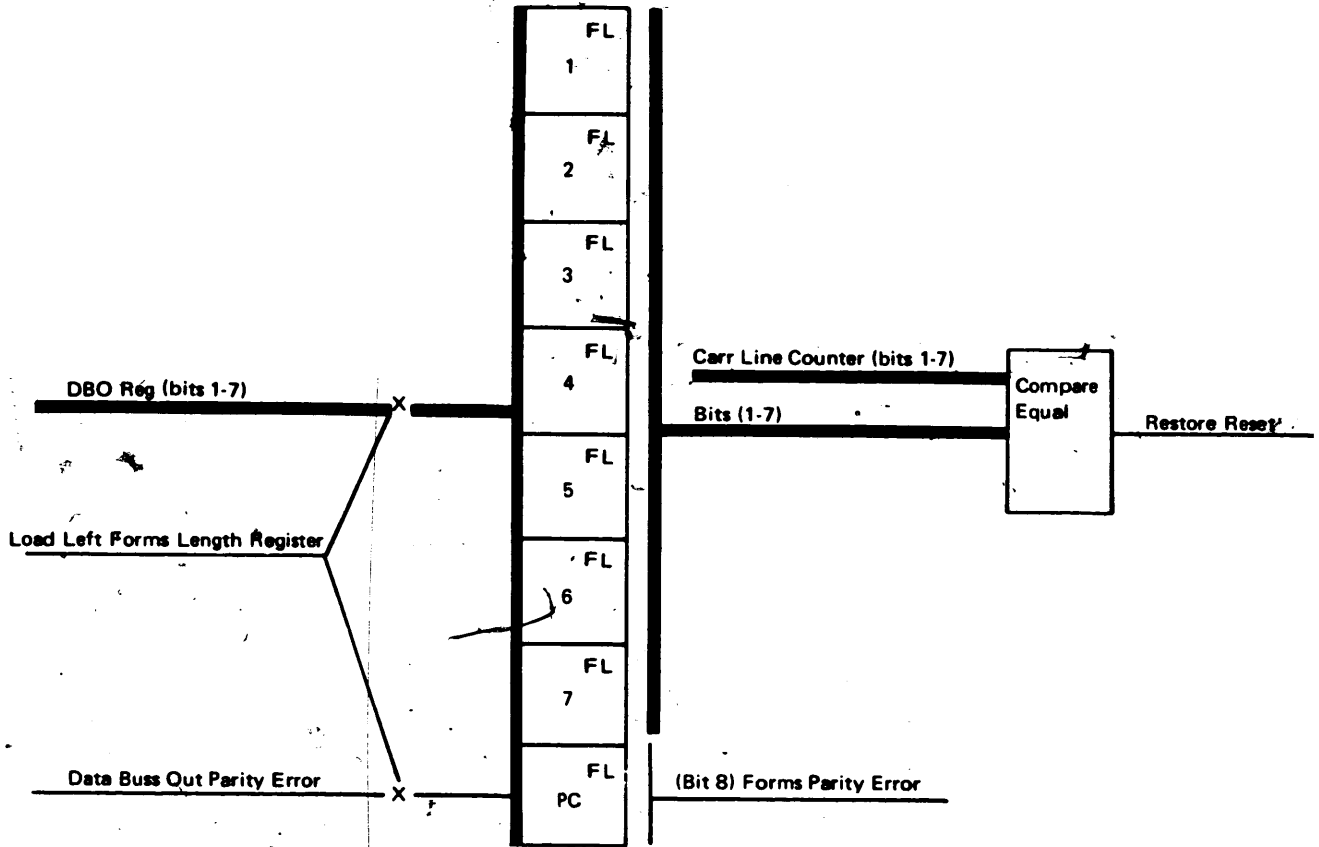 FL
1
FL
2
FL
3
FL
4
FL
5
FL
6
FL
7
FL
PC
DBO Reg (bits 1-7)
Load Left Forms Length Register
Data Buss Out Parity Error
Carr Line Counter (bits 1-7)
Bits (1-7)
Compare
Equal
Restore Reset
(Bit 8) Forms Parity Error